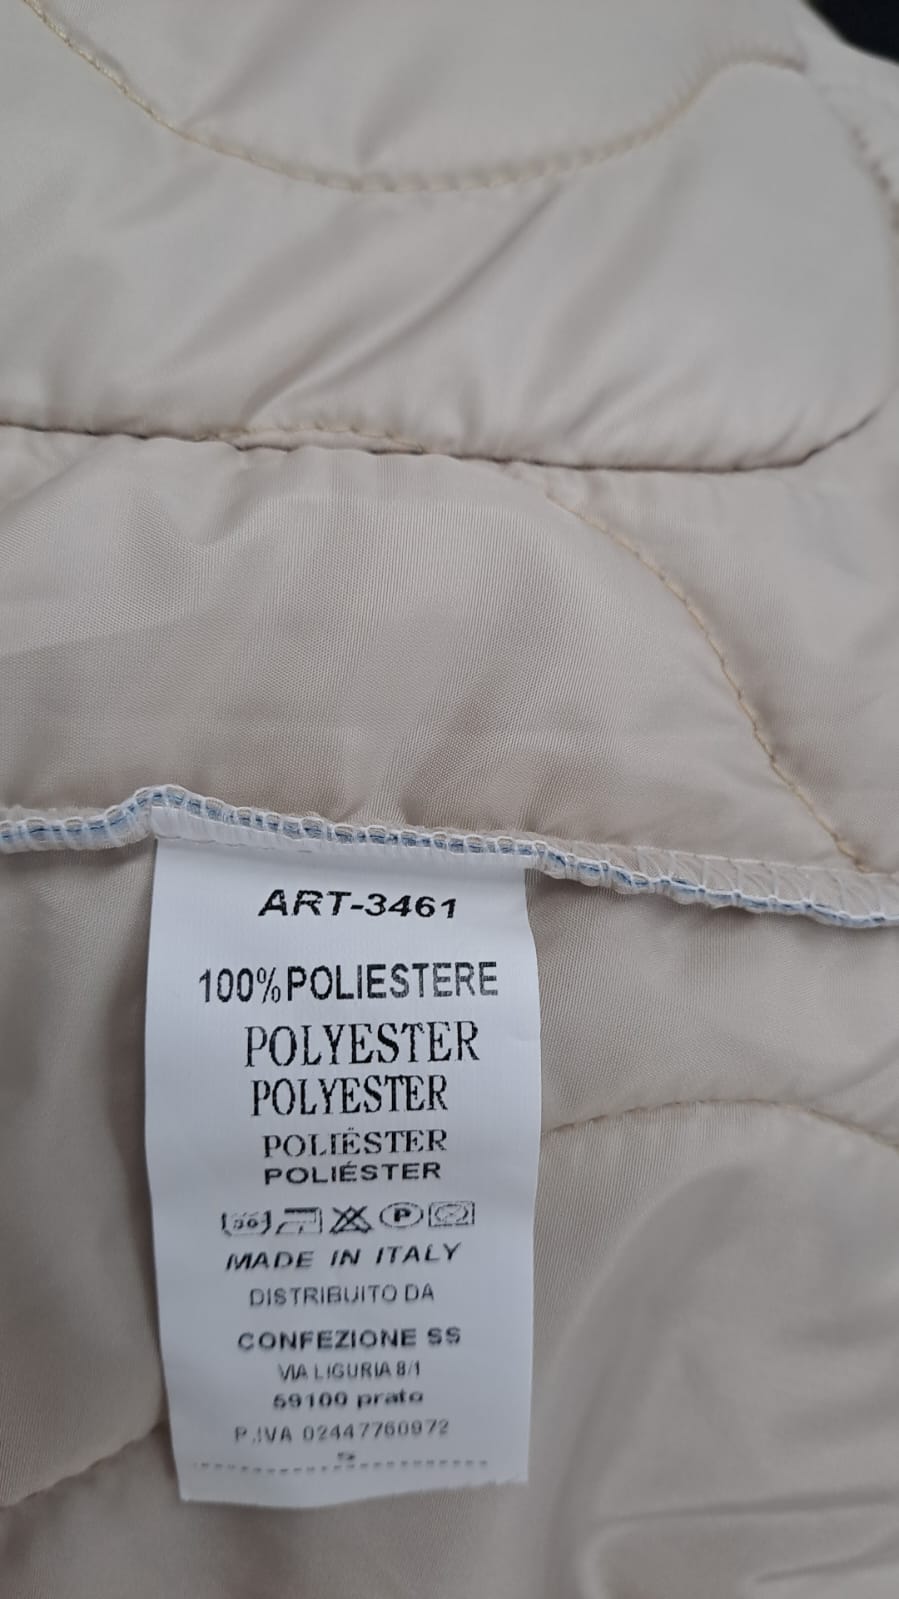 ART-3461
100%POLIESTERE
POLYESTER
POLYESTER
POLIÉSTER
POLIÉSTER
P
MADE IN ITALY
DISTRIBUITO DA
CONFEZIONE SS
VIA LIGURIA 8/1
59100 prato
P.IVA 02447760972